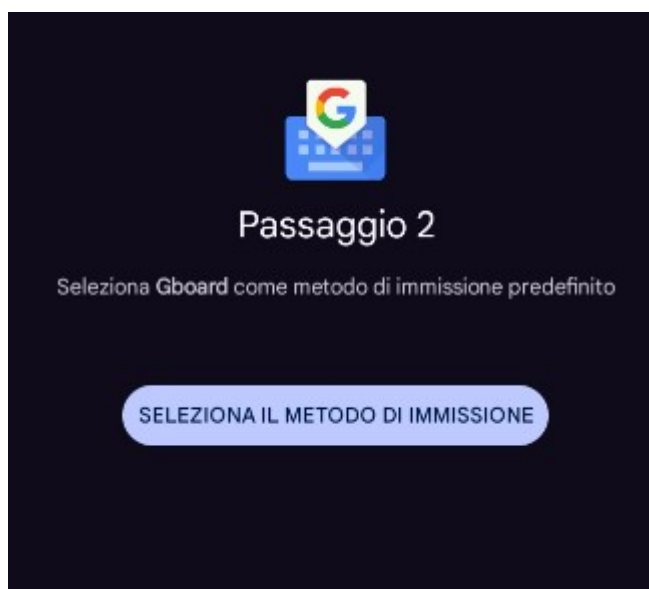 G
Passaggio 2
Seleziona Gboard come metodo di immissione predefinito
SELEZIONA IL METODO DI IMMISSIONE